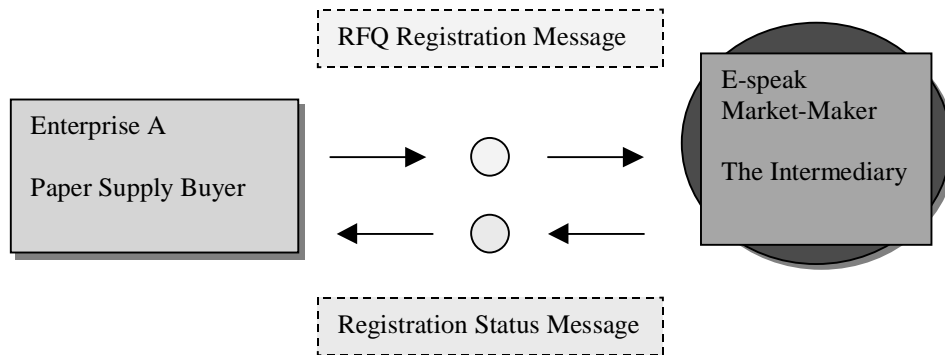 RFQ Registration Message
Enterprise A
Paper Supply Buyer
E-speak
Market-Maker
The Intermediary
Registration Status Message